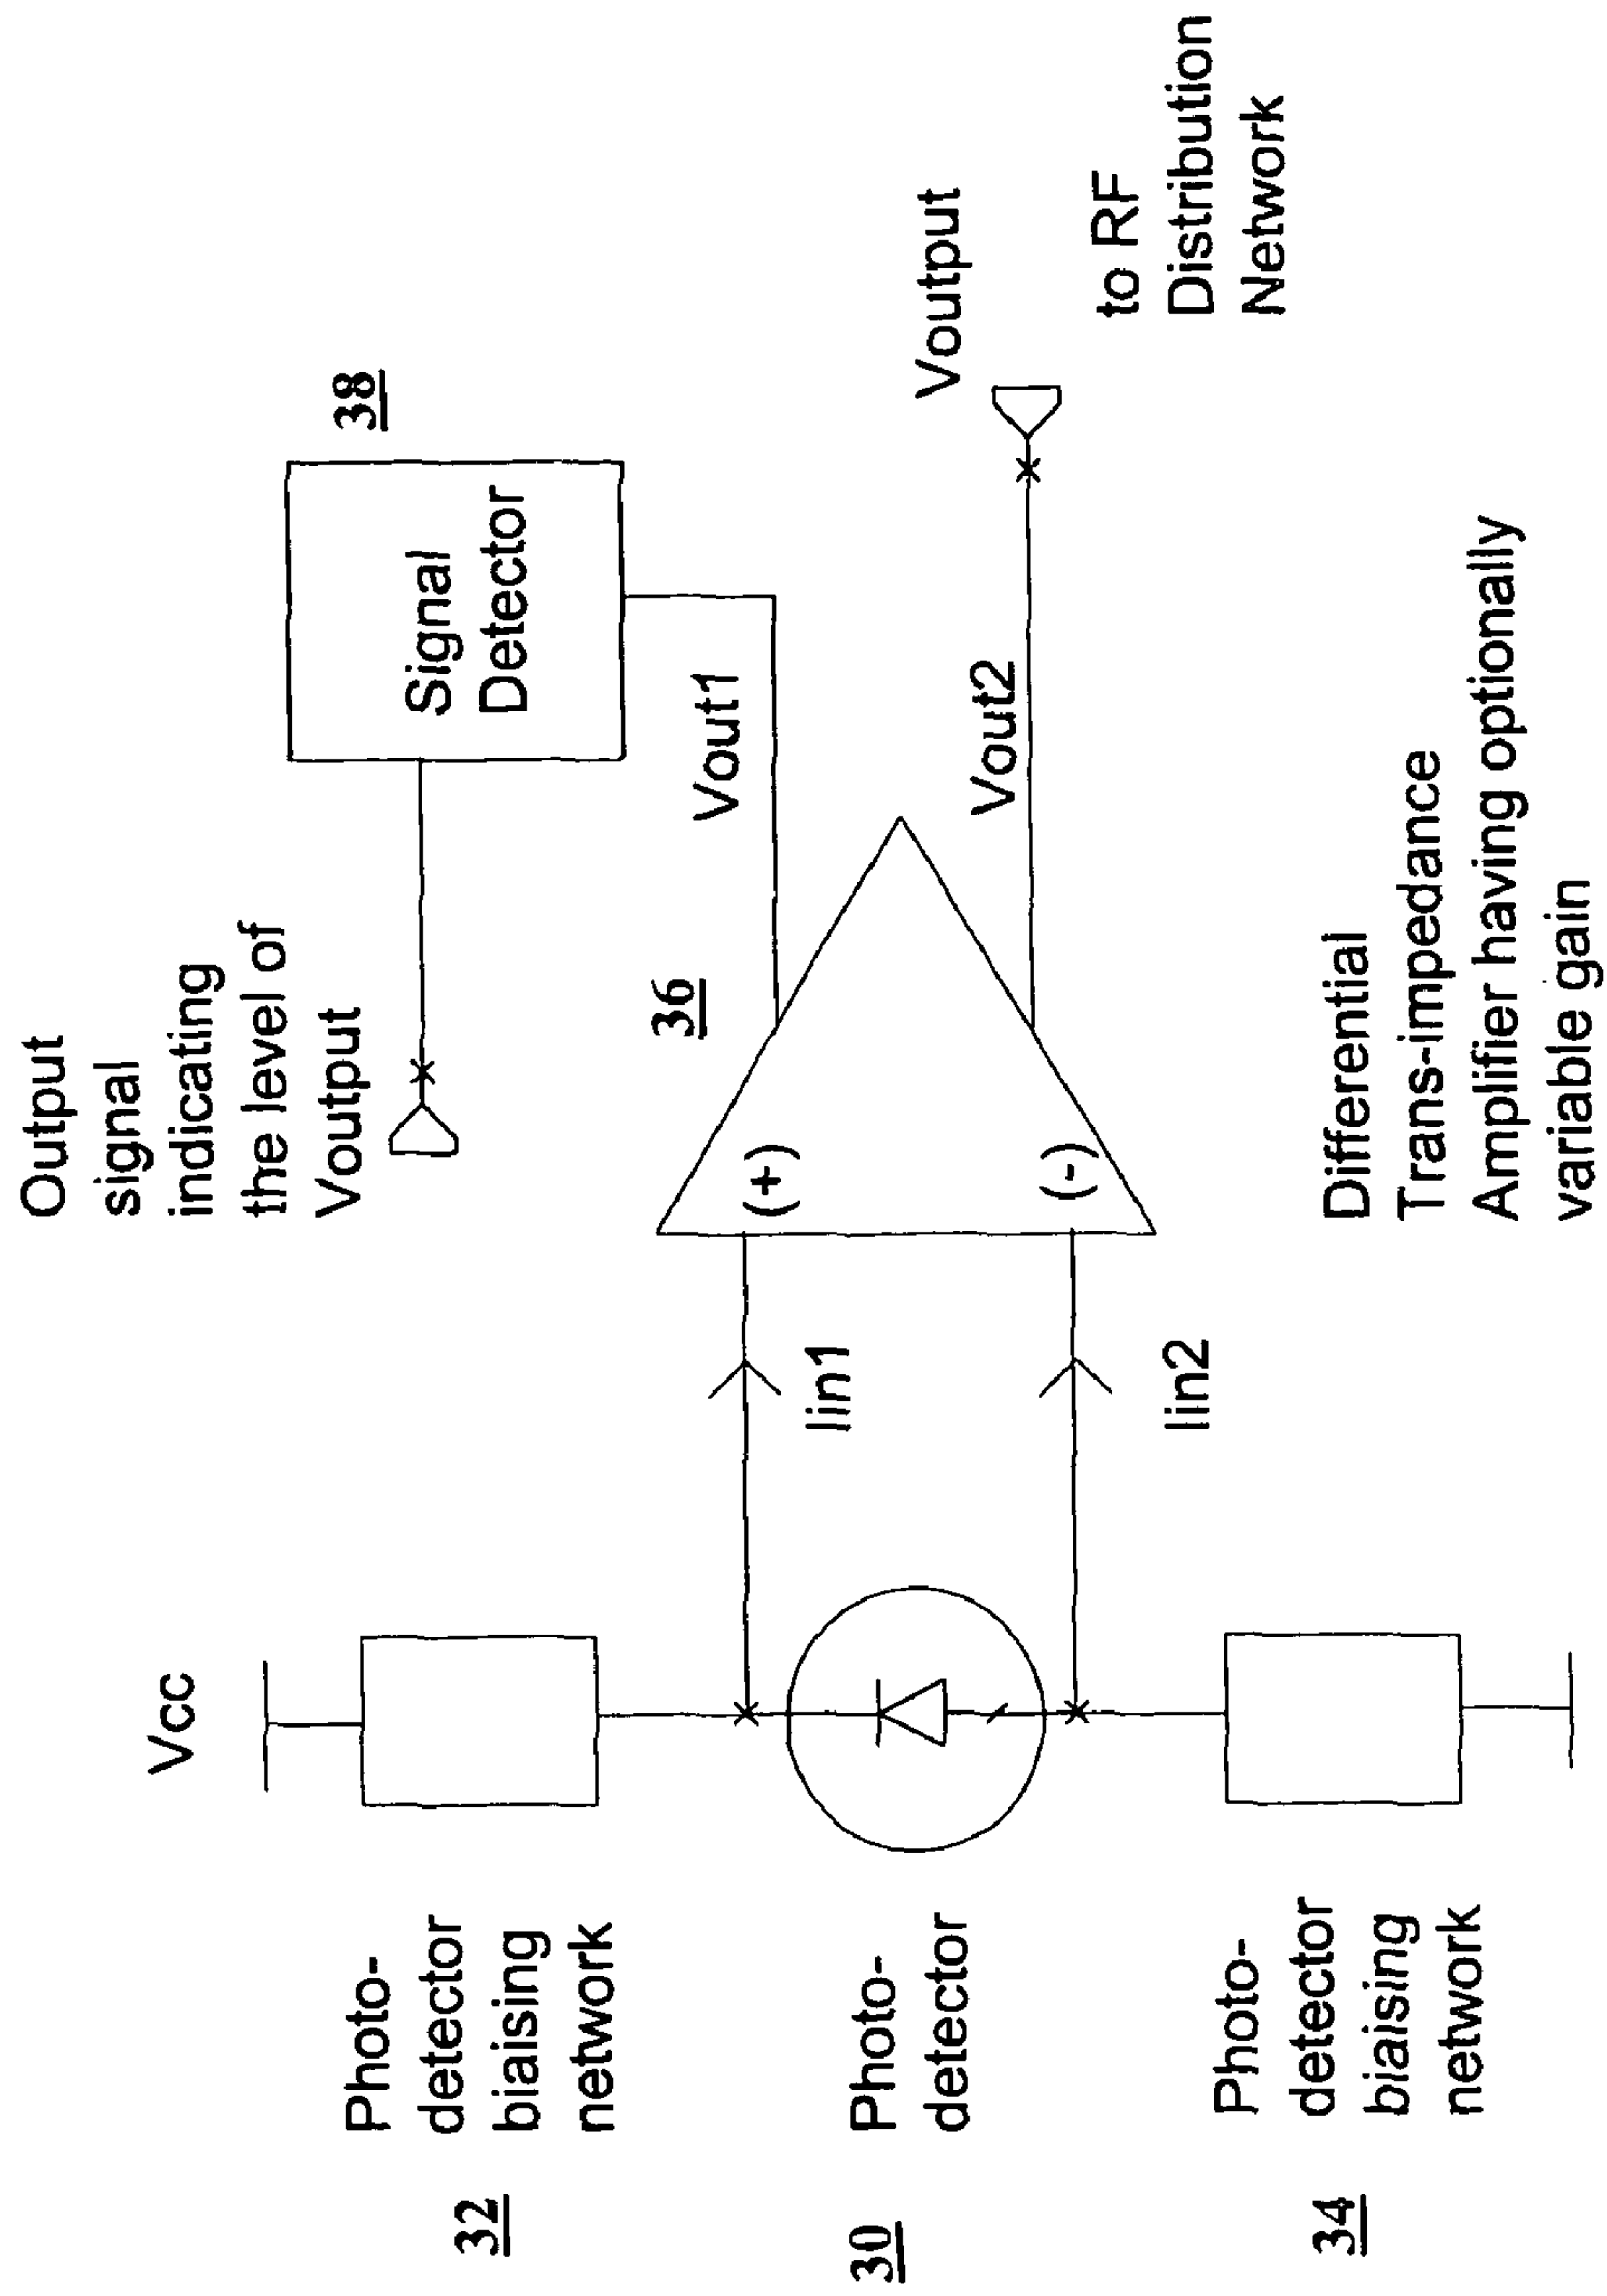 Output
signal
indicating
the level of
Voutput
38
Signal
Detector
Vcc
32
Photo-
detector
biaising
network
36
Vout1
Iin1
(+)
Voutput
30
Photo-
detector
Vout2
(-)
to RF
Distribution
Network
Iin2
34
Photo-
detector
biaising
network
Differential
Trans-impedance
Amplifier having optionally
variable gain